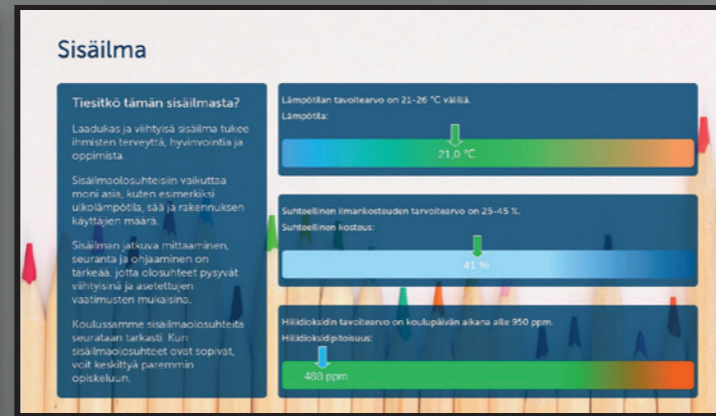 Sisäilma
Tiesitkö tämän sisäilmasta?
Laadukas ja viihtyisä sisäilma tukee
ihmisten terveyttä, hyvinvointia ja
oppimista.
Sisäilmaolosuhteisiin vaikuttaa
moni asia, kuten esimerkiksi
ulkolämpötila, sää ja rakennuksen
käyttäjien määrä.
Sisäilman jatkuva mittaaminen,
seuranta ja ohjaaminen on
tärkeää, jotta olosuhteet pysyvät
viihtyisinä ja asetettujen
vaatimusten mukaisina.
Koulussamme sisäilmaolosuhteita
seurataan tarkasti. Kun
sisäilmaolosuhteet ovat sopivat,
voit keskittyä paremmin
opiskeluun.
Lämpötilan tavoitearvo on 21-26 °C välillä.
Lämpötila:
21,0 °C
Suhteellinen ilmankosteuden tarvoitearvo on 25-45 %.
Suhteellinen kosteus:
41 %
Hiilidioksidin tavoitearvo on koulupäivän aikana alle 950 ppm.
Hiilidioksidipitoisuus:
488 ppm